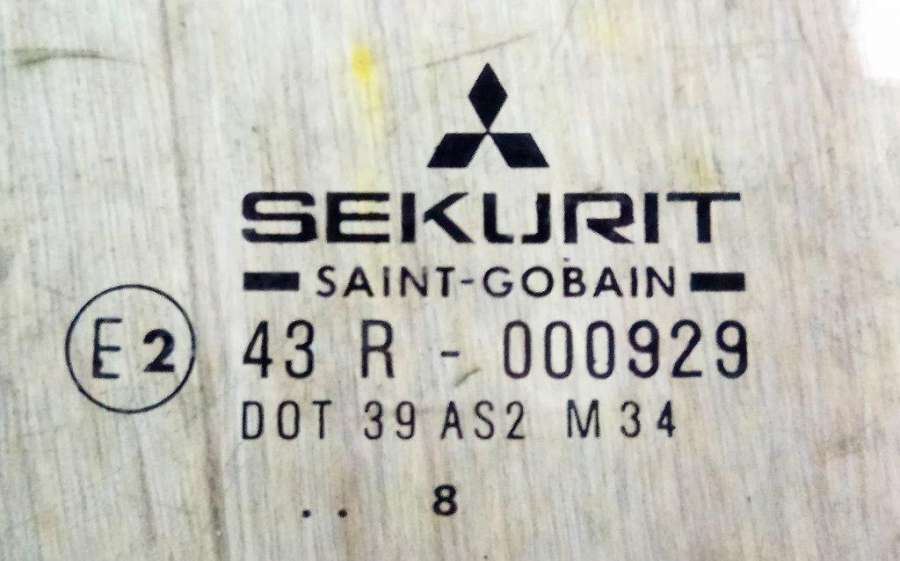 SEKURIT
SAINT-GOBAIN
E2 43 R - 000929
DOT 39 AS2 M34
.. 8